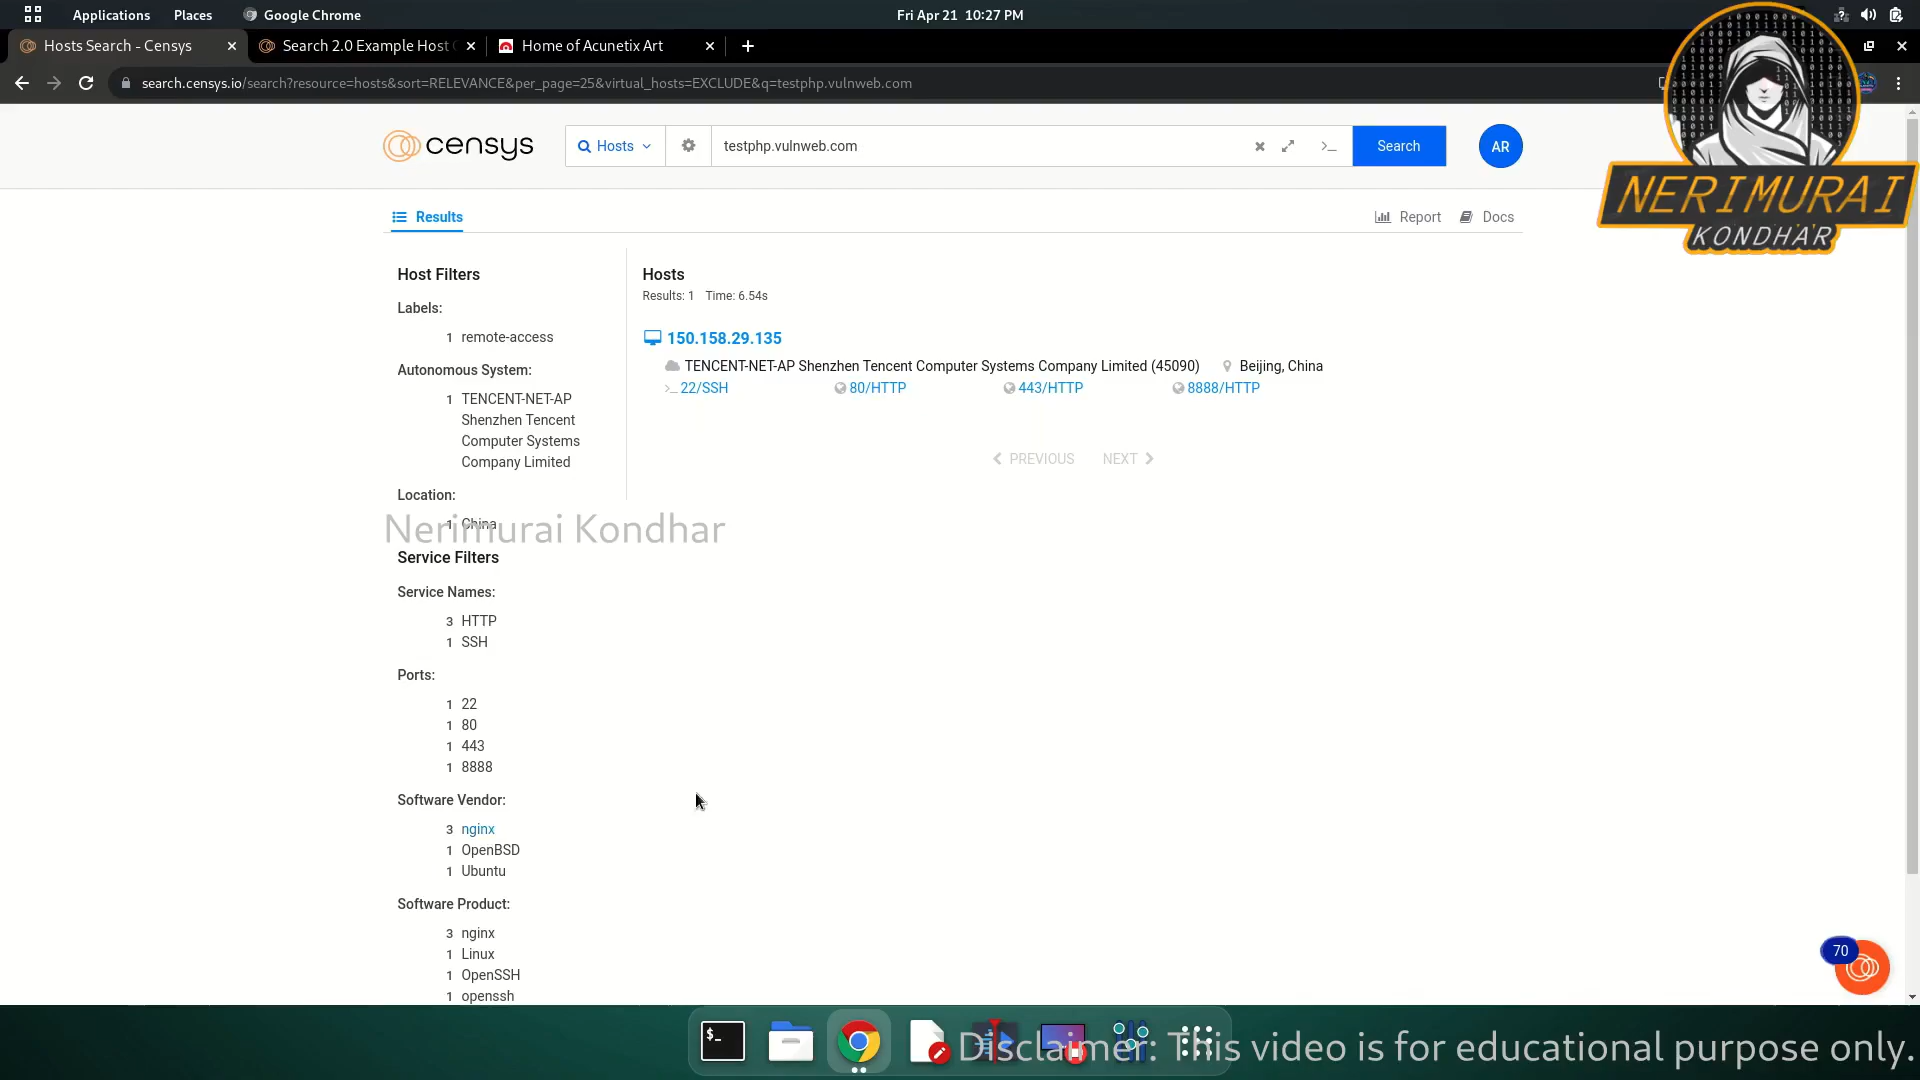 Applications Places Google Chrome Fri Apr 21 10:27 PM
Hosts Search - Censys Search 2.0 Example Host Home of Acunetix Art
search.censys.io/search?resource=hosts&sort=RELEVANCE&per_page=25&virtual_hosts=EXCLUDE&q=testphp.vulnweb.com
censys Hosts testphp.vulnweb.com >_ Search AR
NERIMURAI
KONDHAR
Results Report Docs
Host Filters
Labels:
1 remote-access
Autonomous System:
1 TENCENT-NET-AP
Shenzhen Tencent
Computer Systems
Company Limited
Location:
1 China
Nerimurai Kondhar
Service Filters
Service Names:
3 HTTP
1 SSH
Ports:
1 22
1 80
1 443
1 8888
Software Vendor:
3 nginx
1 OpenBSD
1 Ubuntu
Software Product:
3 nginx
1 Linux
1 OpenSSH
1 openssh
Hosts
Results: 1 Time: 6.54s
150.158.29.135
TENCENT-NET-AP Shenzhen Tencent Computer Systems Company Limited (45090) Beijing, China
>_ 22/SSH 80/HTTP 443/HTTP 8888/HTTP
PREVIOUS NEXT
70
$-
Disclaimer: This video is for educational purpose only.